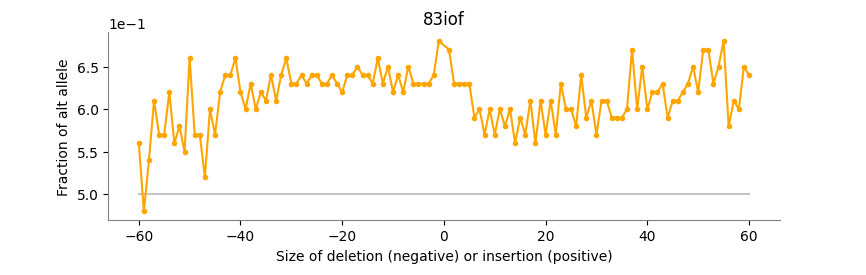 83iof
1e−1
Fraction of alt allele
6.5
6.0
5.5
5.0
−60 −40 −20 0 20 40 60
Size of deletion (negative) or insertion (positive)